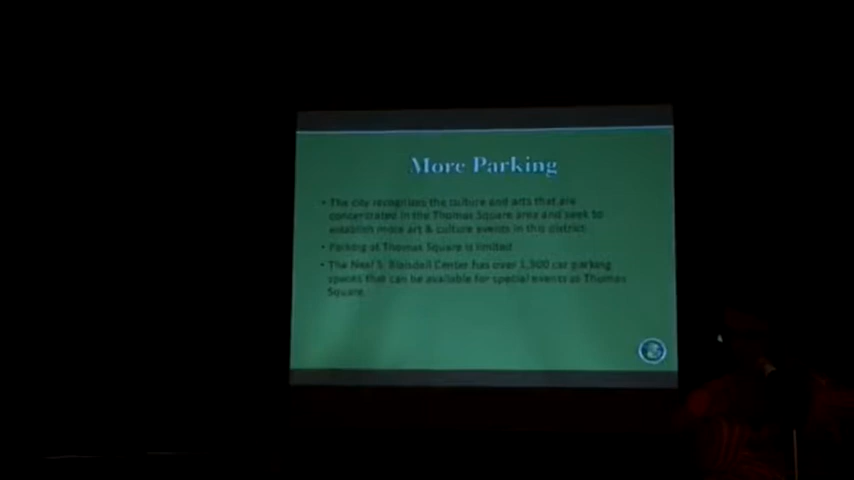 More Parking
• The city recognizes the culture and arts that are
concentrated in the Thomas Square area and seek to
establish more art & culture events in this district
• Parking at Thomas Square is limited
• The Neal S. Blaisdell Center has over 1,500 car parking
spaces that can be available for special events at Thomas
Square.